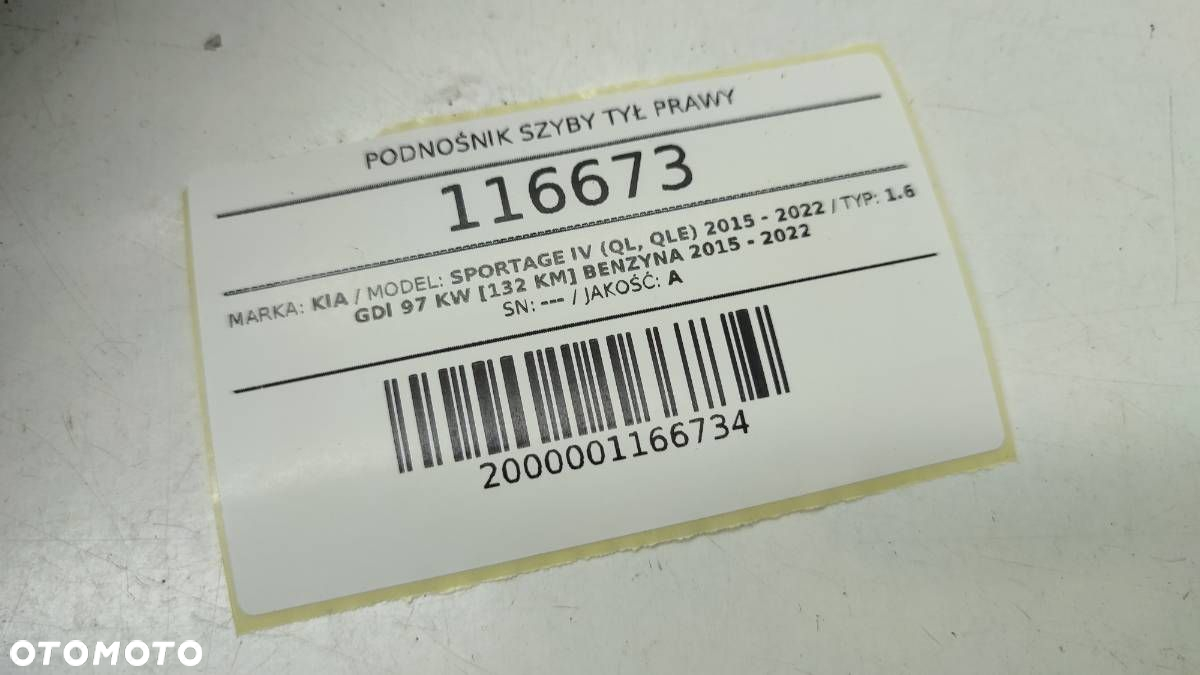 PODNOŚNIK SZYBY TYŁ PRAWY
116673
MARKA: KIA / MODEL: SPORTAGE IV (QL, QLE) 2015 - 2022 / TYP: 1.6
GDI 97 KW [132 KM] BENZYNA 2015 - 2022
SN: --- / JAKOŚĆ: A
2000001166734
OTOMOTO